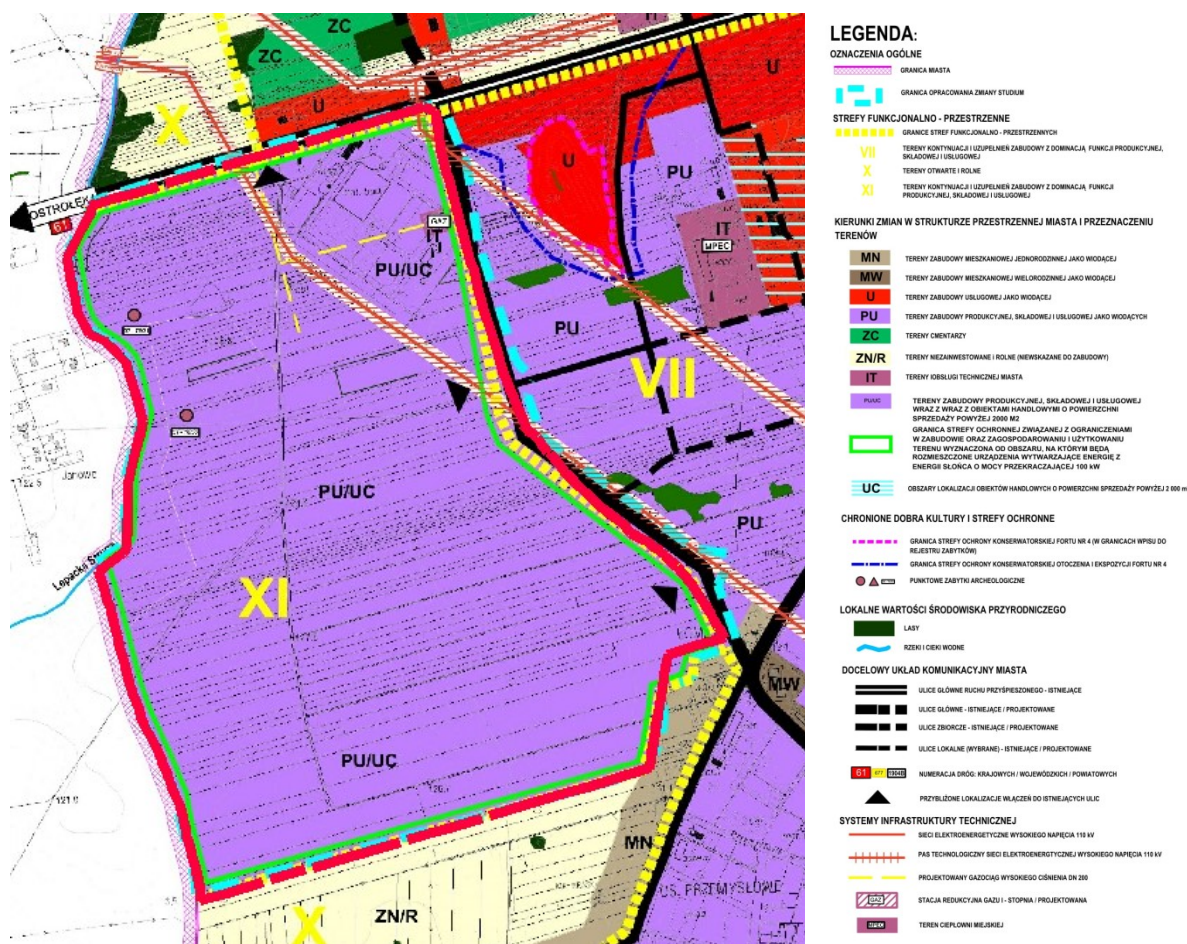 ZC
ZC
IT
U
U
X
U
PU
OSTROŁĘK
61
GAZ
IT
IT
MPEC
PU/UC
PU
VII
Janowo
PU/UC
PU
XI
MW
PU/UC
MN
US. PRZEMYSŁOWE
ZN/R
X
LEGENDA:
OZNACZENIA OGÓLNE
GRANICA MIASTA
GRANICA OPRACOWANIA ZMIANY STUDIUM
STREFY FUNKCJONALNO - PRZESTRZENNE
GRANICE STREF FUNKCJONALNO - PRZESTRZENNYCH
VII TERENY KONTYNUACJI I UZUPEŁNIEŃ ZABUDOWY Z DOMINACJĄ FUNKCJI PRODUKCYJNEJ,
SKŁADOWEJ I USŁUGOWEJ
X TERENY OTWARTE I ROLNE
XI TERENY KONTYNUACJI I UZUPEŁNIEŃ ZABUDOWY Z DOMINACJĄ FUNKCJI
PRODUKCYJNEJ, SKŁADOWEJ I USŁUGOWEJ
KIERUNKI ZMIAN W STRUKTURZE PRZESTRZENNEJ MIASTA I PRZEZNACZENIU
TERENÓW
MN TERENY ZABUDOWY MIESZKANIOWEJ JEDNORODZINNEJ JAKO WIODĄCEJ
MW TERENY ZABUDOWY MIESZKANIOWEJ WIELORODZINNEJ JAKO WIODĄCEJ
U TERENY ZABUDOWY USŁUGOWEJ JAKO WIODĄCEJ
PU TERENY ZABUDOWY PRODUKCYJNEJ, SKŁADOWEJ I USŁUGOWEJ JAKO WIODĄCYCH
ZC TERENY CMENTARZY
ZN/R TERENY NIEZAINWESTOWANE I ROLNE (NIEWSKAZANE DO ZABUDOWY)
IT TERENY IOBSŁUGI TECHNICZNEJ MIASTA
PU/UC TERENY ZABUDOWY PRODUKCYJNEJ, SKŁADOWEJ I USŁUGOWEJ
WRAZ Z WRAZ Z OBIEKTAMI HANDLOWYMI O POWIERZCHNI
SPRZEDAŻY POWYŻEJ 2000 M2
GRANICA STREFY OCHRONNEJ ZWIĄZANEJ Z OGRANICZENIAMI
W ZABUDOWIE ORAZ ZAGOSPODAROWANIU I UŻYTKOWANIU
TERENU WYZNACZONA OD OBSZARU, NA KTÓRYM BĘDĄ
ROZMIESZCZONE URZĄDZENIA WYTWARZAJĄCE ENERGIĘ Z
ENERGII SŁOŃCA O MOCY PRZEKRACZAJĄCEJ 100 kW
UC OBSZARY LOKALIZACJI OBIEKTÓW HANDLOWYCH O POWIERZCHNI SPRZEDAŻY POWYŻEJ 2 000 m
CHRONIONE DOBRA KULTURY I STREFY OCHRONNE
GRANICA STREFY OCHRONY KONSERWATORSKIEJ FORTU NR 4 (W GRANICACH WPISU DO
REJESTRU ZABYTKÓW)
GRANICA STREFY OCHRONY KONSERWATORSKIEJ OTOCZENIA I EKSPOZYCJI FORTU NR 4
PUNKTOWE ZABYTKI ARCHEOLOGICZNE
LOKALNE WARTOŚCI ŚRODOWISKA PRZYRODNICZEGO
LASY
RZEKI I CIEKI WODNE
DOCELOWY UKŁAD KOMUNIKACYJNY MIASTA
ULICE GŁÓWNE RUCHU PRZYŚPIESZONEGO - ISTNIEJĄCE
ULICE GŁÓWNE - ISTNIEJĄCE / PROJEKTOWANE
ULICE ZBIORCZE - ISTNIEJĄCE / PROJEKTOWANE
ULICE LOKALNE (WYBRANE) - ISTNIEJĄCE / PROJEKTOWANE
61 677 NUMERACJA DRÓG: KRAJOWYCH / WOJEWÓDZKICH / POWIATOWYCH
PRZYBLIŻONE LOKALIZACJE WŁĄCZEŃ DO ISTNIEJĄCYCH ULIC
SYSTEMY INFRASTRUKTURY TECHNICZNEJ
SIECI ELEKTROENERGETYCZNE WYSOKIEGO NAPIĘCIA 110 kV
PAS TECHNOLOGICZNY SIECI ELEKTROENERGTYCZNEJ WYSOKIEGO NAPIĘCIA 110 kV
PROJEKTOWANY GAZOCIĄG WYSOKIEGO CIŚNIENIA DN 200
GAZ STACJA REDUKCYJNA GAZU I - STOPNIA / PROJEKTOWANA
MPEC TEREN CIEPŁOWNI MIEJSKIEJ